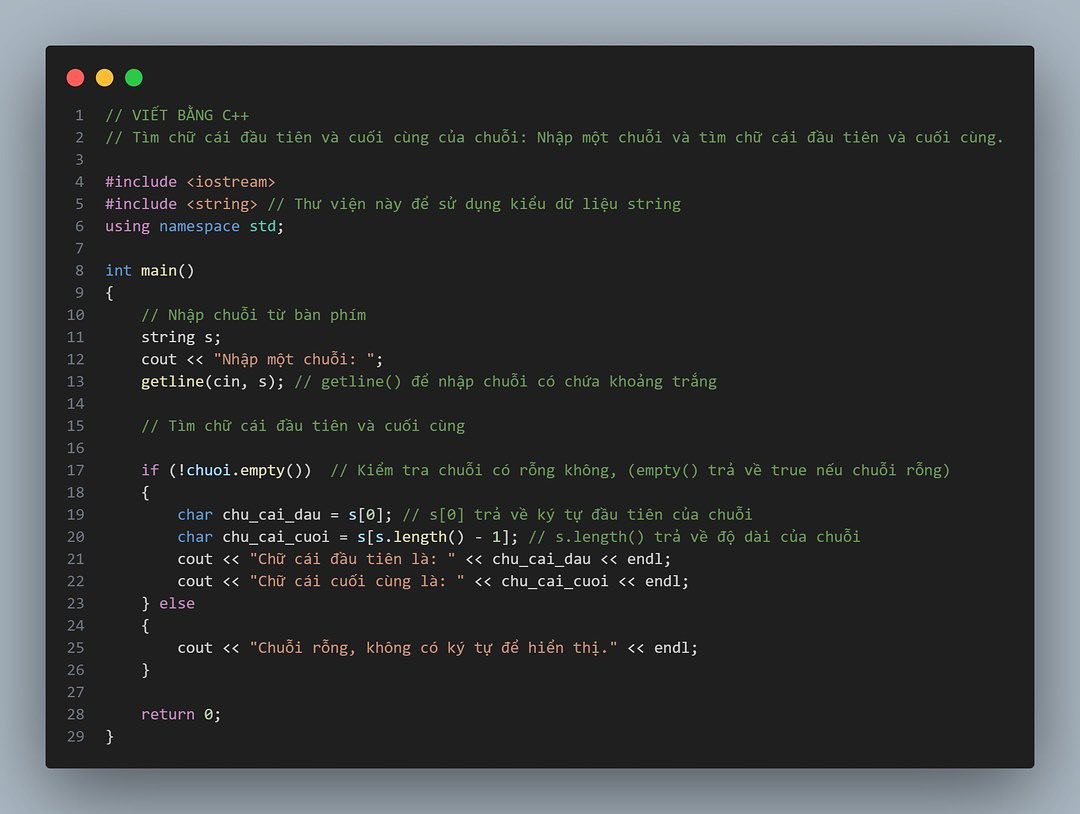 1 // VIẾT BẰNG C++
2 // Tìm chữ cái đầu tiên và cuối cùng của chuỗi: Nhập một chuỗi và tìm chữ cái đầu tiên và cuối cùng.
3
4 #include <iostream>
5 #include <string> // Thư viện này để sử dụng kiểu dữ liệu string
6 using namespace std;
7
8 int main()
9 {
10     // Nhập chuỗi từ bàn phím
11     string s;
12     cout << "Nhập một chuỗi: ";
13     getline(cin, s); // getline() để nhập chuỗi có chứa khoảng trắng
14
15     // Tìm chữ cái đầu tiên và cuối cùng
16
17     if (!chuoi.empty())  // Kiểm tra chuỗi có rỗng không, (empty() trả về true nếu chuỗi rỗng)
18     {
19         char chu_cai_dau = s[0]; // s[0] trả về ký tự đầu tiên của chuỗi
20         char chu_cai_cuoi = s[s.length() - 1]; // s.length() trả về độ dài của chuỗi
21         cout << "Chữ cái đầu tiên là: " << chu_cai_dau << endl;
22         cout << "Chữ cái cuối cùng là: " << chu_cai_cuoi << endl;
23     } else
24     {
25         cout << "Chuỗi rỗng, không có ký tự để hiển thị." << endl;
26     }
27
28     return 0;
29 }